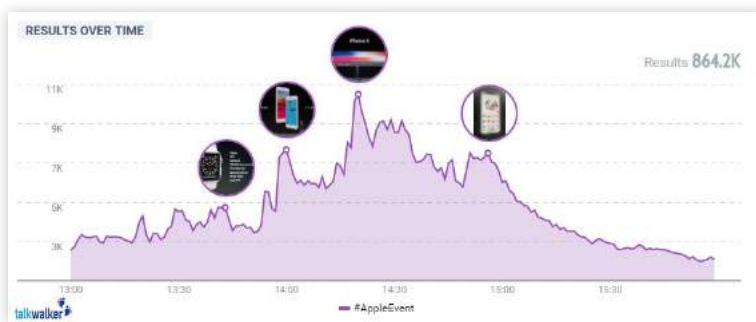 RESULTS OVER TIME
Results 864.2K
iPhone X
11K
9K
7K
5K
3K
13:00 13:30 14:00 14:30 15:00 15:30
talkwalker
#AppleEvent